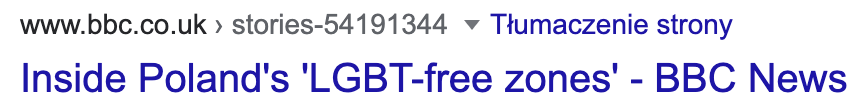 www.bbc.co.uk › stories-54191344 Tłumaczenie strony
Inside Poland's 'LGBT-free zones' - BBC News